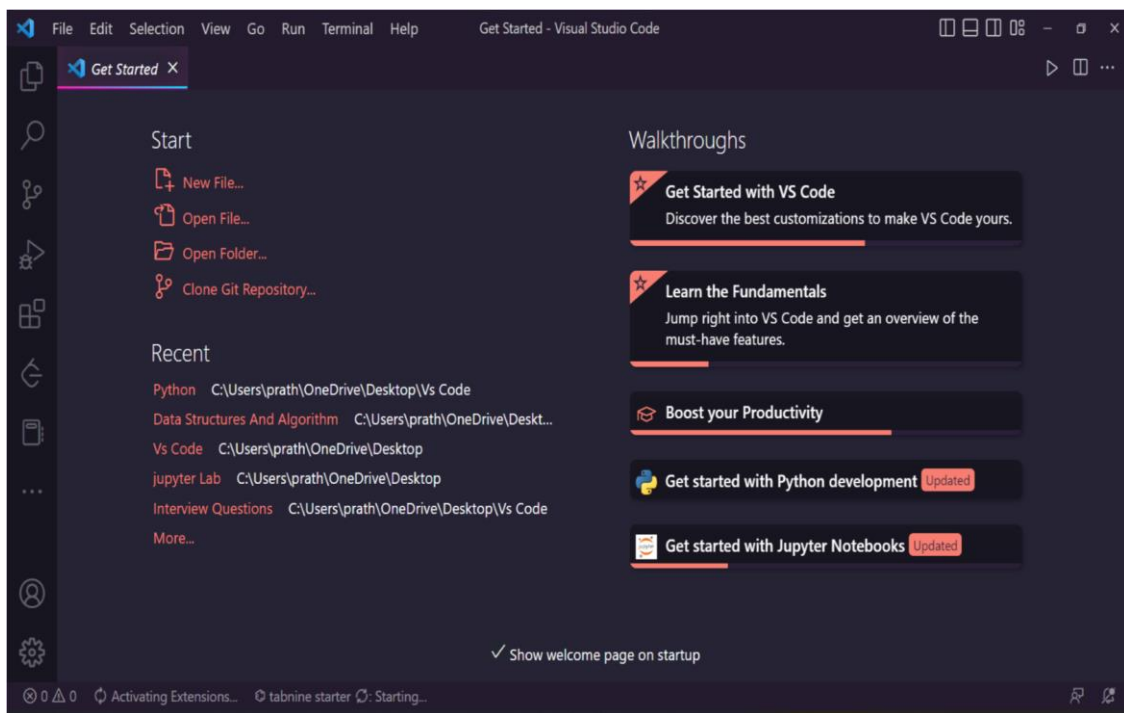 File Edit Selection View Go Run Terminal Help Get Started - Visual Studio Code
Get Started
Start
New File...
Open File...
Open Folder...
Clone Git Repository...
Recent
Python C:\Users\prath\OneDrive\Desktop\Vs Code
Data Structures And Algorithm C:\Users\prath\OneDrive\Deskt...
Vs Code C:\Users\prath\OneDrive\Desktop
jupyter Lab C:\Users\prath\OneDrive\Desktop
Interview Questions C:\Users\prath\OneDrive\Desktop\Vs Code
More...
Walkthroughs
Get Started with VS Code
Discover the best customizations to make VS Code yours.
Learn the Fundamentals
Jump right into VS Code and get an overview of the
must-have features.
Boost your Productivity
Get started with Python development Updated
Get started with Jupyter Notebooks Updated
Show welcome page on startup
0 0 Activating Extensions... tabnine starter : Starting...